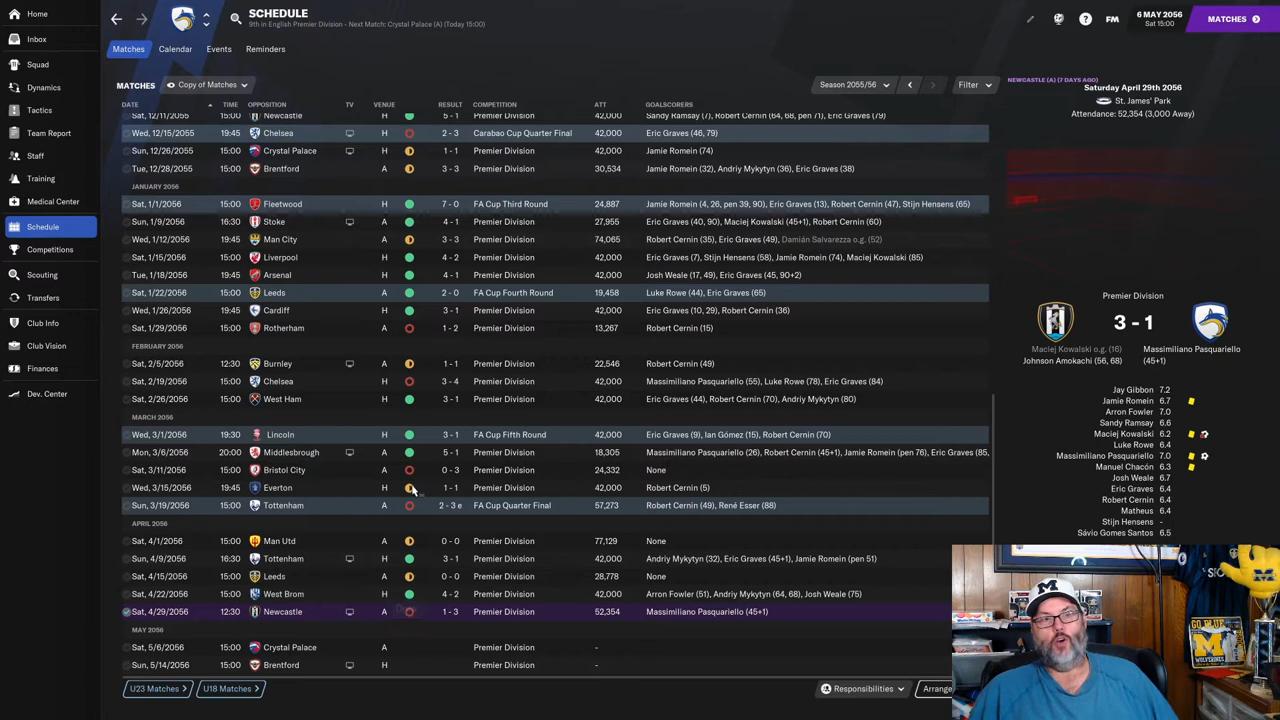 Home
Inbox
Squad
Dynamics
Tactics
Team Report
Staff
Training
Medical Center
Schedule
Competitions
Scouting
Transfers
Club Info
Club Vision
Finances
Dev. Center
SCHEDULE
9th in English Premier Division - Next Match: Crystal Palace (A) (Today 15:00)
FM
6 MAY 2056
Sat 15:00
MATCHES
Matches Calendar Events Reminders
MATCHES Copy of Matches Season 2055/56 Filter
DATE TIME OPPOSITION TV VENUE RESULT COMPETITION ATT GOALSCORERS
Sat, 12/11/2055 15:00 Newcastle H 5 - 1 Premier Division 42,000 Sandy Ramsey (7), Robert Cernin (64, 68, pen 71), Eric Graves (79)
Wed, 12/15/2055 19:45 Chelsea H 2 - 3 Carabao Cup Quarter Final 42,000 Eric Graves (46, 79)
Sun, 12/26/2055 15:00 Crystal Palace H 1 - 1 Premier Division 42,000 Jamie Romein (74)
Tue, 12/28/2055 15:00 Brentford A 3 - 3 Premier Division 30,534 Jamie Romein (32), Andriy Mykytyn (36), Eric Graves (38)
JANUARY 2056
Sat, 1/1/2056 15:00 Fleetwood H 7 - 0 FA Cup Third Round 24,887 Jamie Romein (4, 26, pen 39, 90), Eric Graves (13), Robert Cernin (47), Stijn Hensens (65)
Sun, 1/9/2056 16:30 Stoke A 4 - 1 Premier Division 27,955 Eric Graves (40, 90), Maciej Kowalski (45+1), Robert Cernin (60)
Wed, 1/12/2056 19:45 Man City A 3 - 3 Premier Division 74,065 Robert Cernin (35), Eric Graves (49), Damián Salvarezza o.g. (52)
Sat, 1/15/2056 15:00 Liverpool H 4 - 2 Premier Division 42,000 Eric Graves (7), Stijn Hensens (58), Jamie Romein (74), Maciej Kowalski (85)
Tue, 1/18/2056 19:45 Arsenal H 4 - 1 Premier Division 42,000 Josh Weale (17, 49), Eric Graves (45, 90+2)
Sat, 1/22/2056 15:00 Leeds A 2 - 0 FA Cup Fourth Round 19,458 Luke Rowe (44), Eric Graves (65)
Wed, 1/26/2056 19:45 Cardiff H 3 - 1 Premier Division 42,000 Eric Graves (10, 29), Robert Cernin (36)
Sat, 1/29/2056 15:00 Rotherham A 1 - 2 Premier Division 13,267 Robert Cernin (15)
FEBRUARY 2056
Sat, 2/5/2056 12:30 Burnley A 1 - 1 Premier Division 22,546 Robert Cernin (49)
Sat, 2/19/2056 15:00 Chelsea H 3 - 4 Premier Division 42,000 Massimiliano Pasquariello (55), Luke Rowe (78), Eric Graves (84)
Sat, 2/26/2056 15:00 West Ham H 3 - 1 Premier Division 42,000 Eric Graves (44), Robert Cernin (70), Andriy Mykytyn (80)
MARCH 2056
Wed, 3/1/2056 19:30 Lincoln H 3 - 1 FA Cup Fifth Round 42,000 Eric Graves (9), Ian Gómez (15), Robert Cernin (70)
Mon, 3/6/2056 20:00 Middlesbrough A 5 - 1 Premier Division 18,305 Massimiliano Pasquariello (26), Robert Cernin (45+1), Jamie Romein (pen 76), Eric Graves (85,
Sat, 3/11/2056 15:00 Bristol City A 0 - 3 Premier Division 24,332 None
Wed, 3/15/2056 19:45 Everton H 1 - 1 Premier Division 42,000 Robert Cernin (5)
Sun, 3/19/2056 15:00 Tottenham A 2 - 3 e FA Cup Quarter Final 57,273 Robert Cernin (49), René Esser (88)
APRIL 2056
Sat, 4/1/2056 15:00 Man Utd A 0 - 0 Premier Division 77,129 None
Sun, 4/9/2056 16:30 Tottenham H 3 - 1 Premier Division 42,000 Andriy Mykytyn (32), Eric Graves (45+1), Jamie Romein (pen 51)
Sat, 4/15/2056 15:00 Leeds A 0 - 0 Premier Division 28,778 None
Sat, 4/22/2056 15:00 West Brom H 4 - 2 Premier Division 42,000 Arron Fowler (51), Andriy Mykytyn (64, 68), Josh Weale (75)
Sat, 4/29/2056 12:30 Newcastle A 1 - 3 Premier Division 52,354 Massimiliano Pasquariello (45+1)
MAY 2056
Sat, 5/6/2056 15:00 Crystal Palace A Premier Division -
Sun, 5/14/2056 15:00 Brentford H Premier Division -
U23 Matches U18 Matches Responsibilities Arrange
NEWCASTLE (A) (7 DAYS AGO)
Saturday April 29th 2056
St. James' Park
Attendance: 52,354 (3,000 Away)
Premier Division
3 - 1
Maciej Kowalski o.g. (16)
Johnson Amokachi (56, 68)
Massimiliano Pasquariello
(45+1)
Jay Gibbon 7.2
Jamie Romein 6.7
Arron Fowler 7.0
Sandy Ramsey 6.6
Maciej Kowalski 6.2
Luke Rowe 6.4
Massimiliano Pasquariello 7.0
Manuel Chacón 6.3
Josh Weale 6.7
Eric Graves 6.4
Robert Cernin 6.4
Matheus 6.4
Stijn Hensens -
Sávio Gomes Santos 6.5
M
GO BLUE
M
WOLVERINES